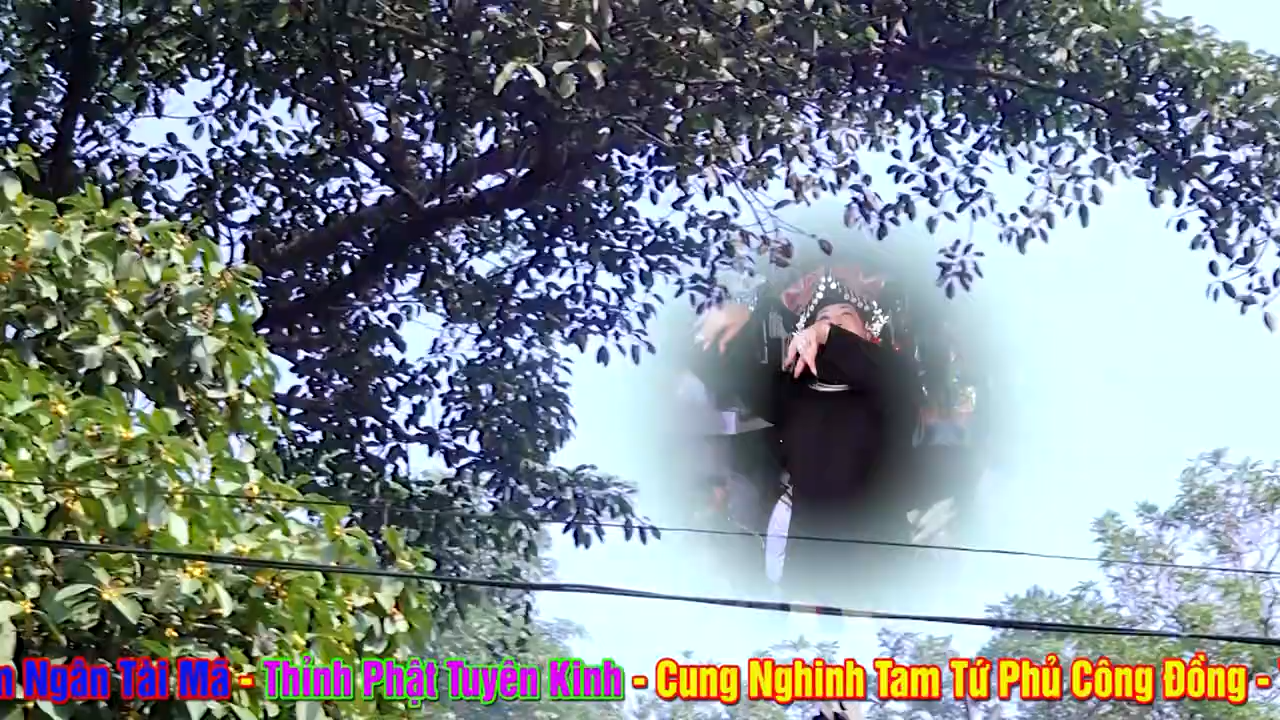 Ngân Tài Mã - Thỉnh Phật Tuyên Kinh - Cung Nghinh Tam Tứ Phủ Công Đồng -